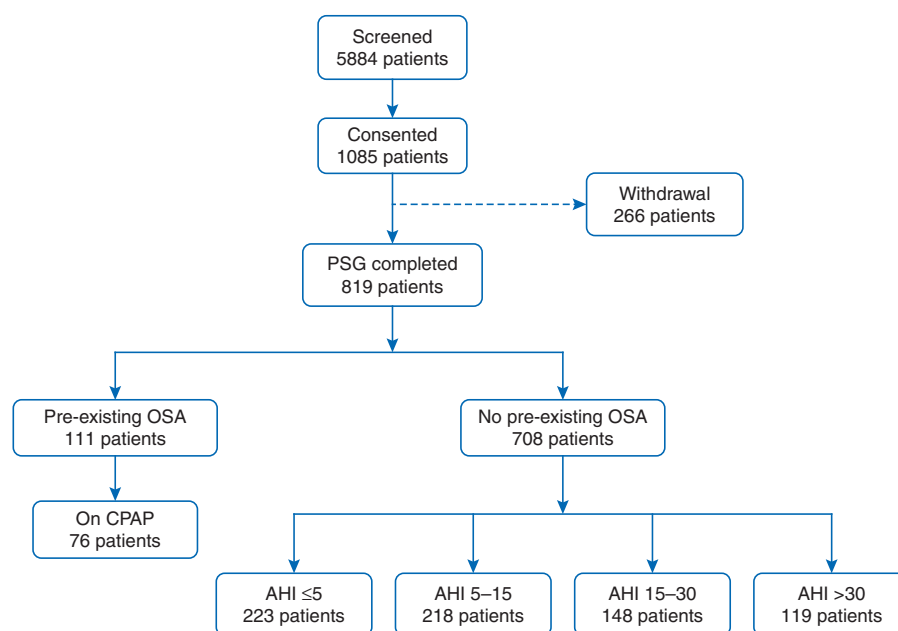 Screened
5884 patients
Consented
1085 patients
Withdrawal
266 patients
PSG completed
819 patients
Pre-existing OSA
111 patients
No pre-existing OSA
708 patients
On CPAP
76 patients
AHI ≤5
223 patients
AHI 5–15
218 patients
AHI 15–30
148 patients
AHI >30
119 patients